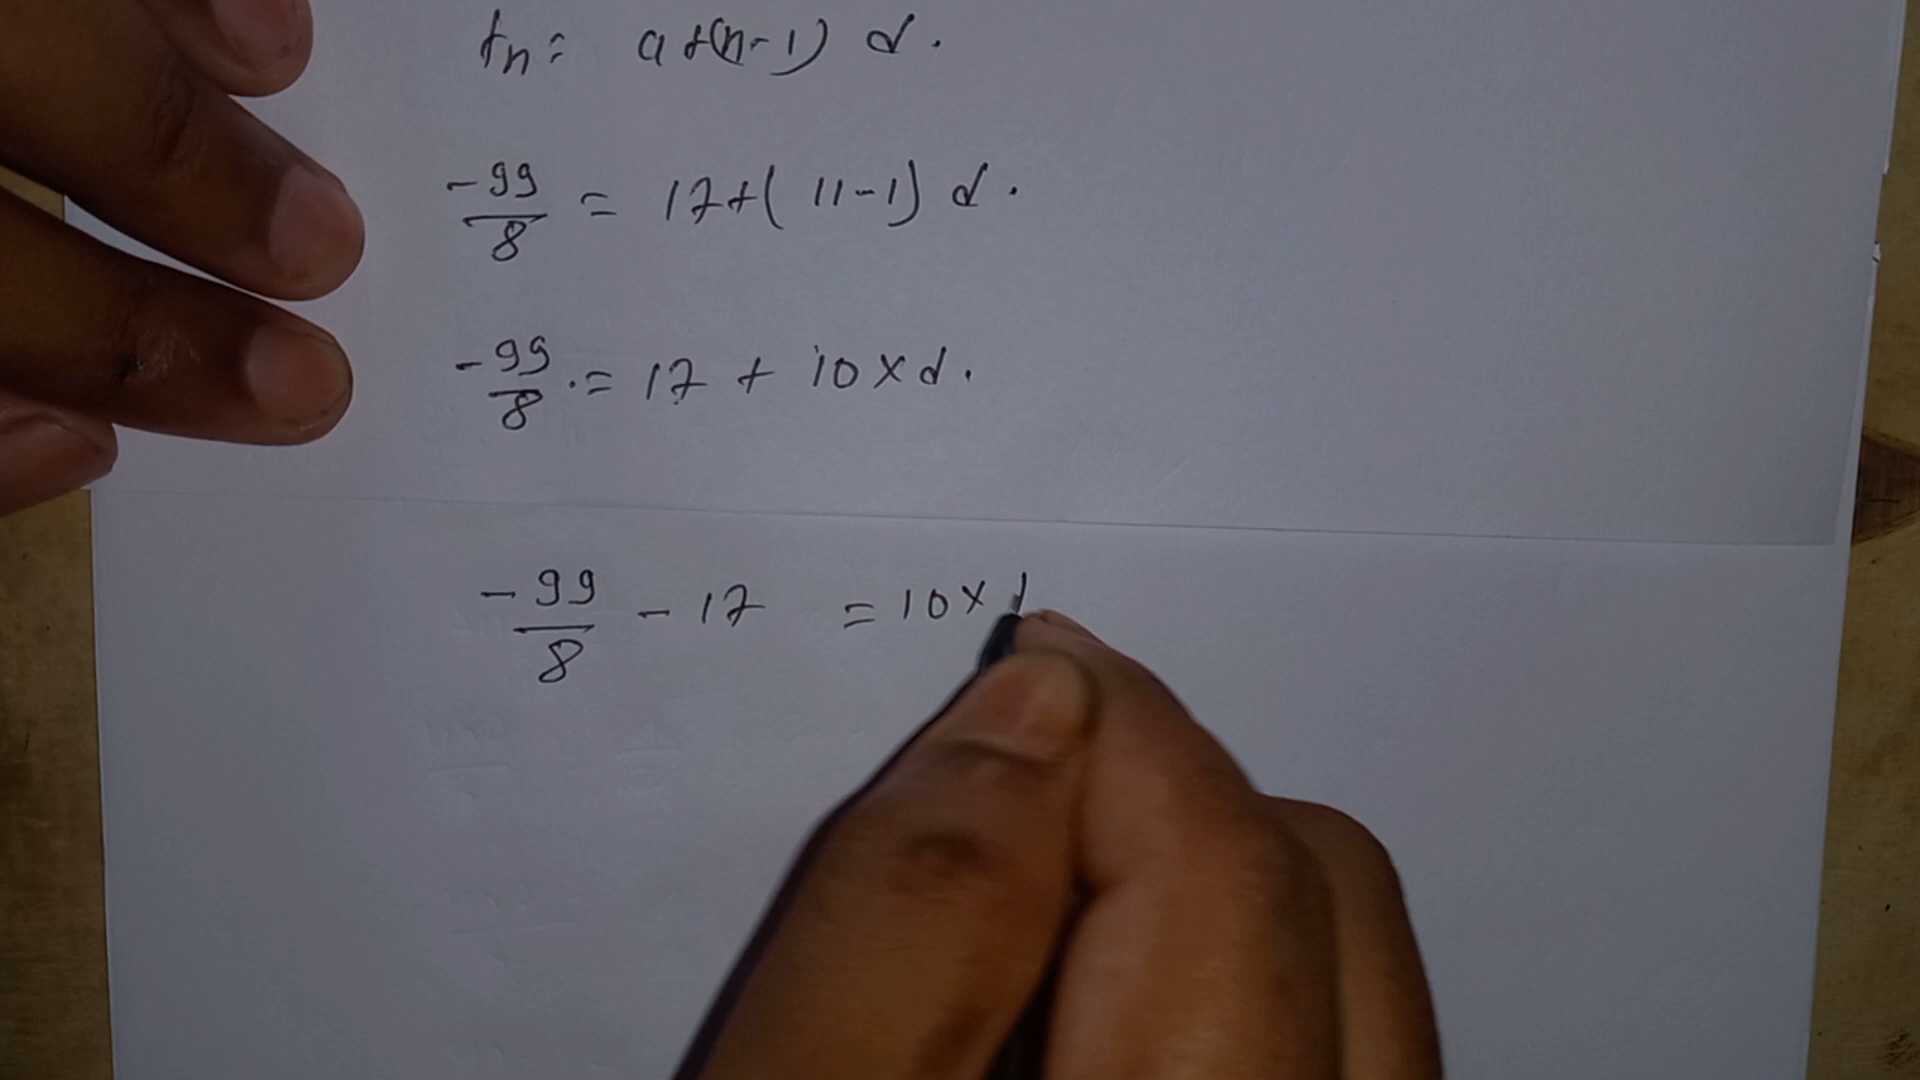 tn = a+(n-1) d.
-99/8 = 17+(11-1) d.
-99/8 .= 17 + 10×d.
-99/8 - 17 = 10×